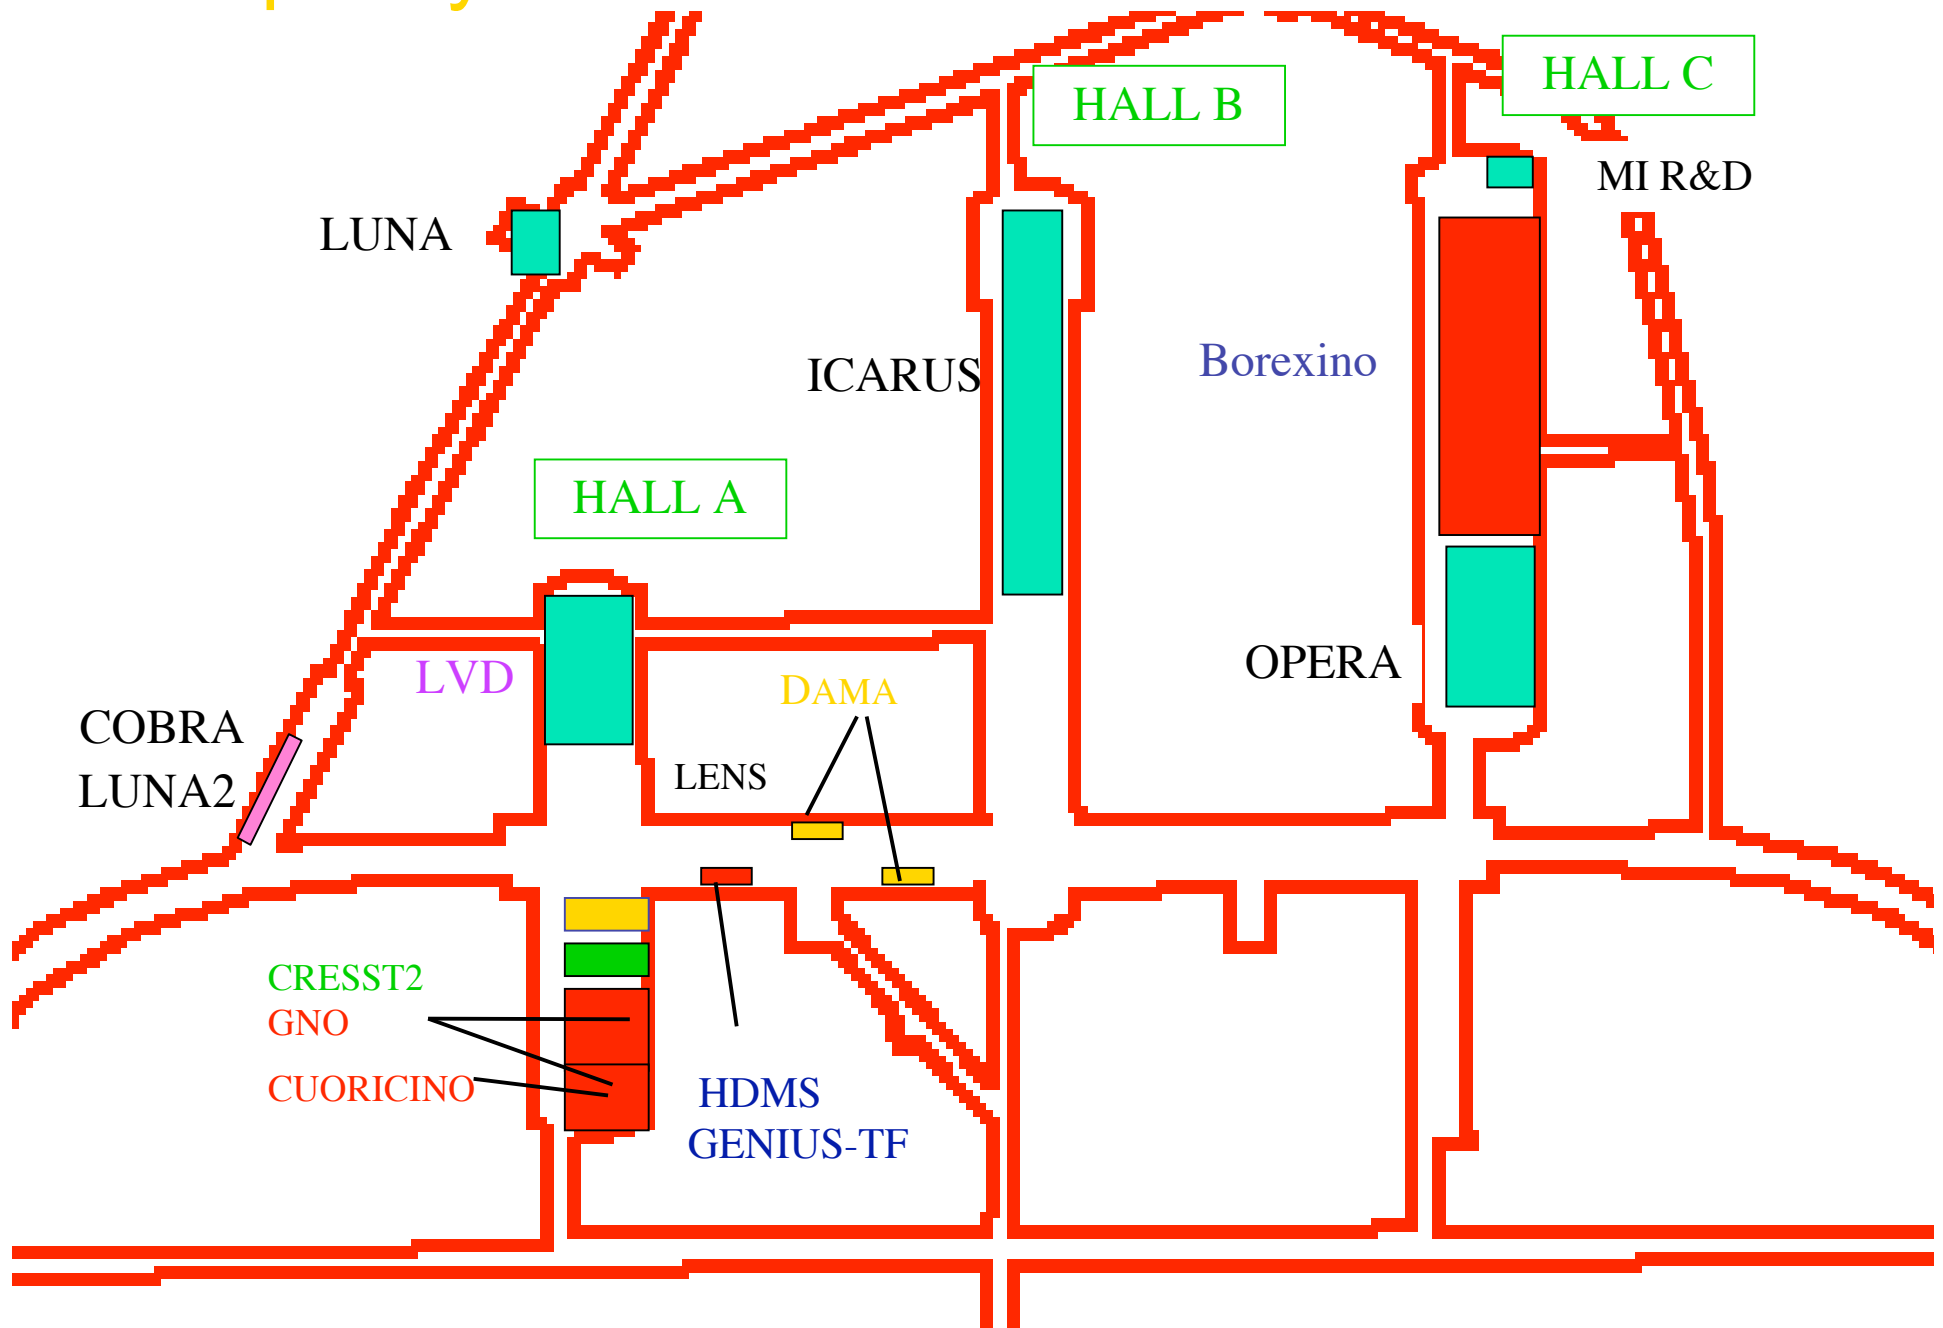 HALL C
HALL B
MI R&D
LUNA
Borexino
ICARUS
HALL A
OPERA
LVD
DAMA
COBRA
LUNA2
LENS
CRESST2
GNO
CUORICINO
HDMS
GENIUS-TF